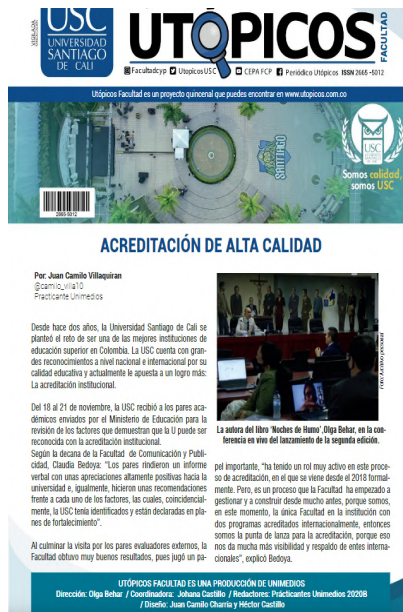 VIGILADA
USC
UNIVERSIDAD
SANTIAGO
DE CALI
UTÓPICOS
FACULTAD
Facultadcyp UtopicosUSC CEPA FCP Periódico Utópicos ISSN 2665 -5012
Utópicos Facultad es un proyecto quincenal que puedes encontrar en www.utopicos.com.co
SANTIAGO
USC
Somos calidad,
somos USC
2665-5012
ACREDITACIÓN DE ALTA CALIDAD
Por: Juan Camilo Villaquiran
@camilo_villa10
Practicante Unimedios
Desde hace dos años, la Universidad Santiago de Cali se
planteó el reto de ser una de las mejores instituciones de
educación superior en Colombia. La USC cuenta con gran-
des reconocimientos a nivel nacional e internacional por su
calidad educativa y actualmente le apuesta a un logro más:
La acreditación institucional.
Del 18 al 21 de noviembre, la USC recibió a los pares aca-
démicos enviados por el Ministerio de Educación para la
revisión de los factores que demuestran que la U puede ser
reconocida con la acreditación institucional.
Según la decana de la Facultad de Comunicación y Publi-
cidad, Claudia Bedoya: “Los pares rindieron un informe
verbal con unas apreciaciones altamente positivas hacia la
universidad e, igualmente, hicieron unas recomendaciones
frente a cada uno de los factores, las cuales, coincidencial-
mente, la USC tenía identificados y están declaradas en pla-
nes de fortalecimiento”.
Al culminar la visita por los pares evaluadores externos, la
Facultad obtuvo muy buenos resultados, pues jugó un pa-
Foto: Archivo personal
La autora del libro ‘Noches de Humo’,Olga Behar, en la con-
ferencia en vivo del lanzamiento de la segunda edición.
pel importante, “ha tenido un rol muy activo en este proce-
so de acreditación, en el que se viene desde el 2018 formal-
mente. Pero, es un proceso que la Facultad ha empezado a
gestionar y a construir desde mucho antes, porque somos,
en este momento, la única Facultad en la institución con
dos programas acreditados internacionalmente, entonces
somos la punta de lanza para la acreditación, porque eso
nos da mucha más visibilidad y respaldo de entes interna-
cionales”, explicó Bedoya.
UTÓPICOS FACULTAD ES UNA PRODUCCIÓN DE UNIMEDIOS
Dirección: Olga Behar / Coordinadora: Johana Castillo / Redactores: Prácticantes Unimedios 2020B
/ Diseño: Juan Camilo Charria y Héctor Castillo